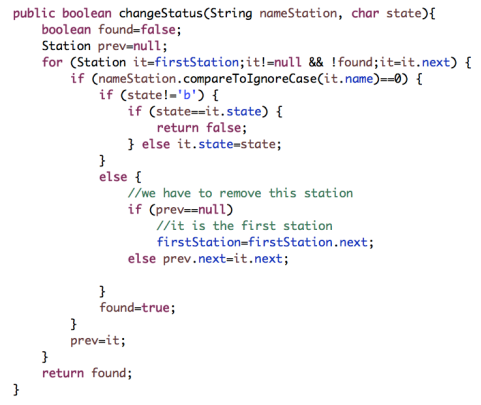 public boolean changeStatus(String nameStation, char state){
    boolean found=false;
    Station prev=null;
    for (Station it=firstStation;it!=null && !found;it=it.next) {
        if (nameStation.compareToIgnoreCase(it.name)==0) {
            if (state!='b') {
                if (state==it.state) {
                    return false;
                } else it.state=state;
            }
            else {
                //we have to remove this station
                if (prev==null)
                    //it is the first station
                    firstStation=firstStation.next;
                else prev.next=it.next;

            }
            found=true;
        }
        prev=it;
    }
    return found;
}